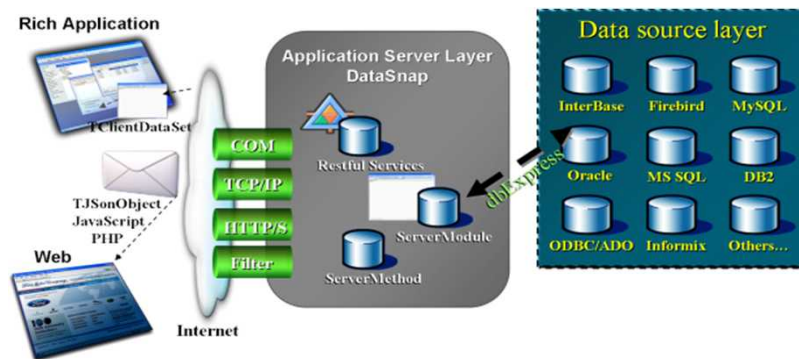 Rich Application
TClientDataSet
TJSonObject
JavaScript
PHP
Web
Internet
COM
TCP/IP
HTTP/S
Filter
Application Server Layer
DataSnap
Restful Services
ServerModule
ServerMethod
dbExpress
Data source layer
InterBase
Firebird
MySQL
Oracle
MS SQL
DB2
ODBC/ADO
Informix
Others...